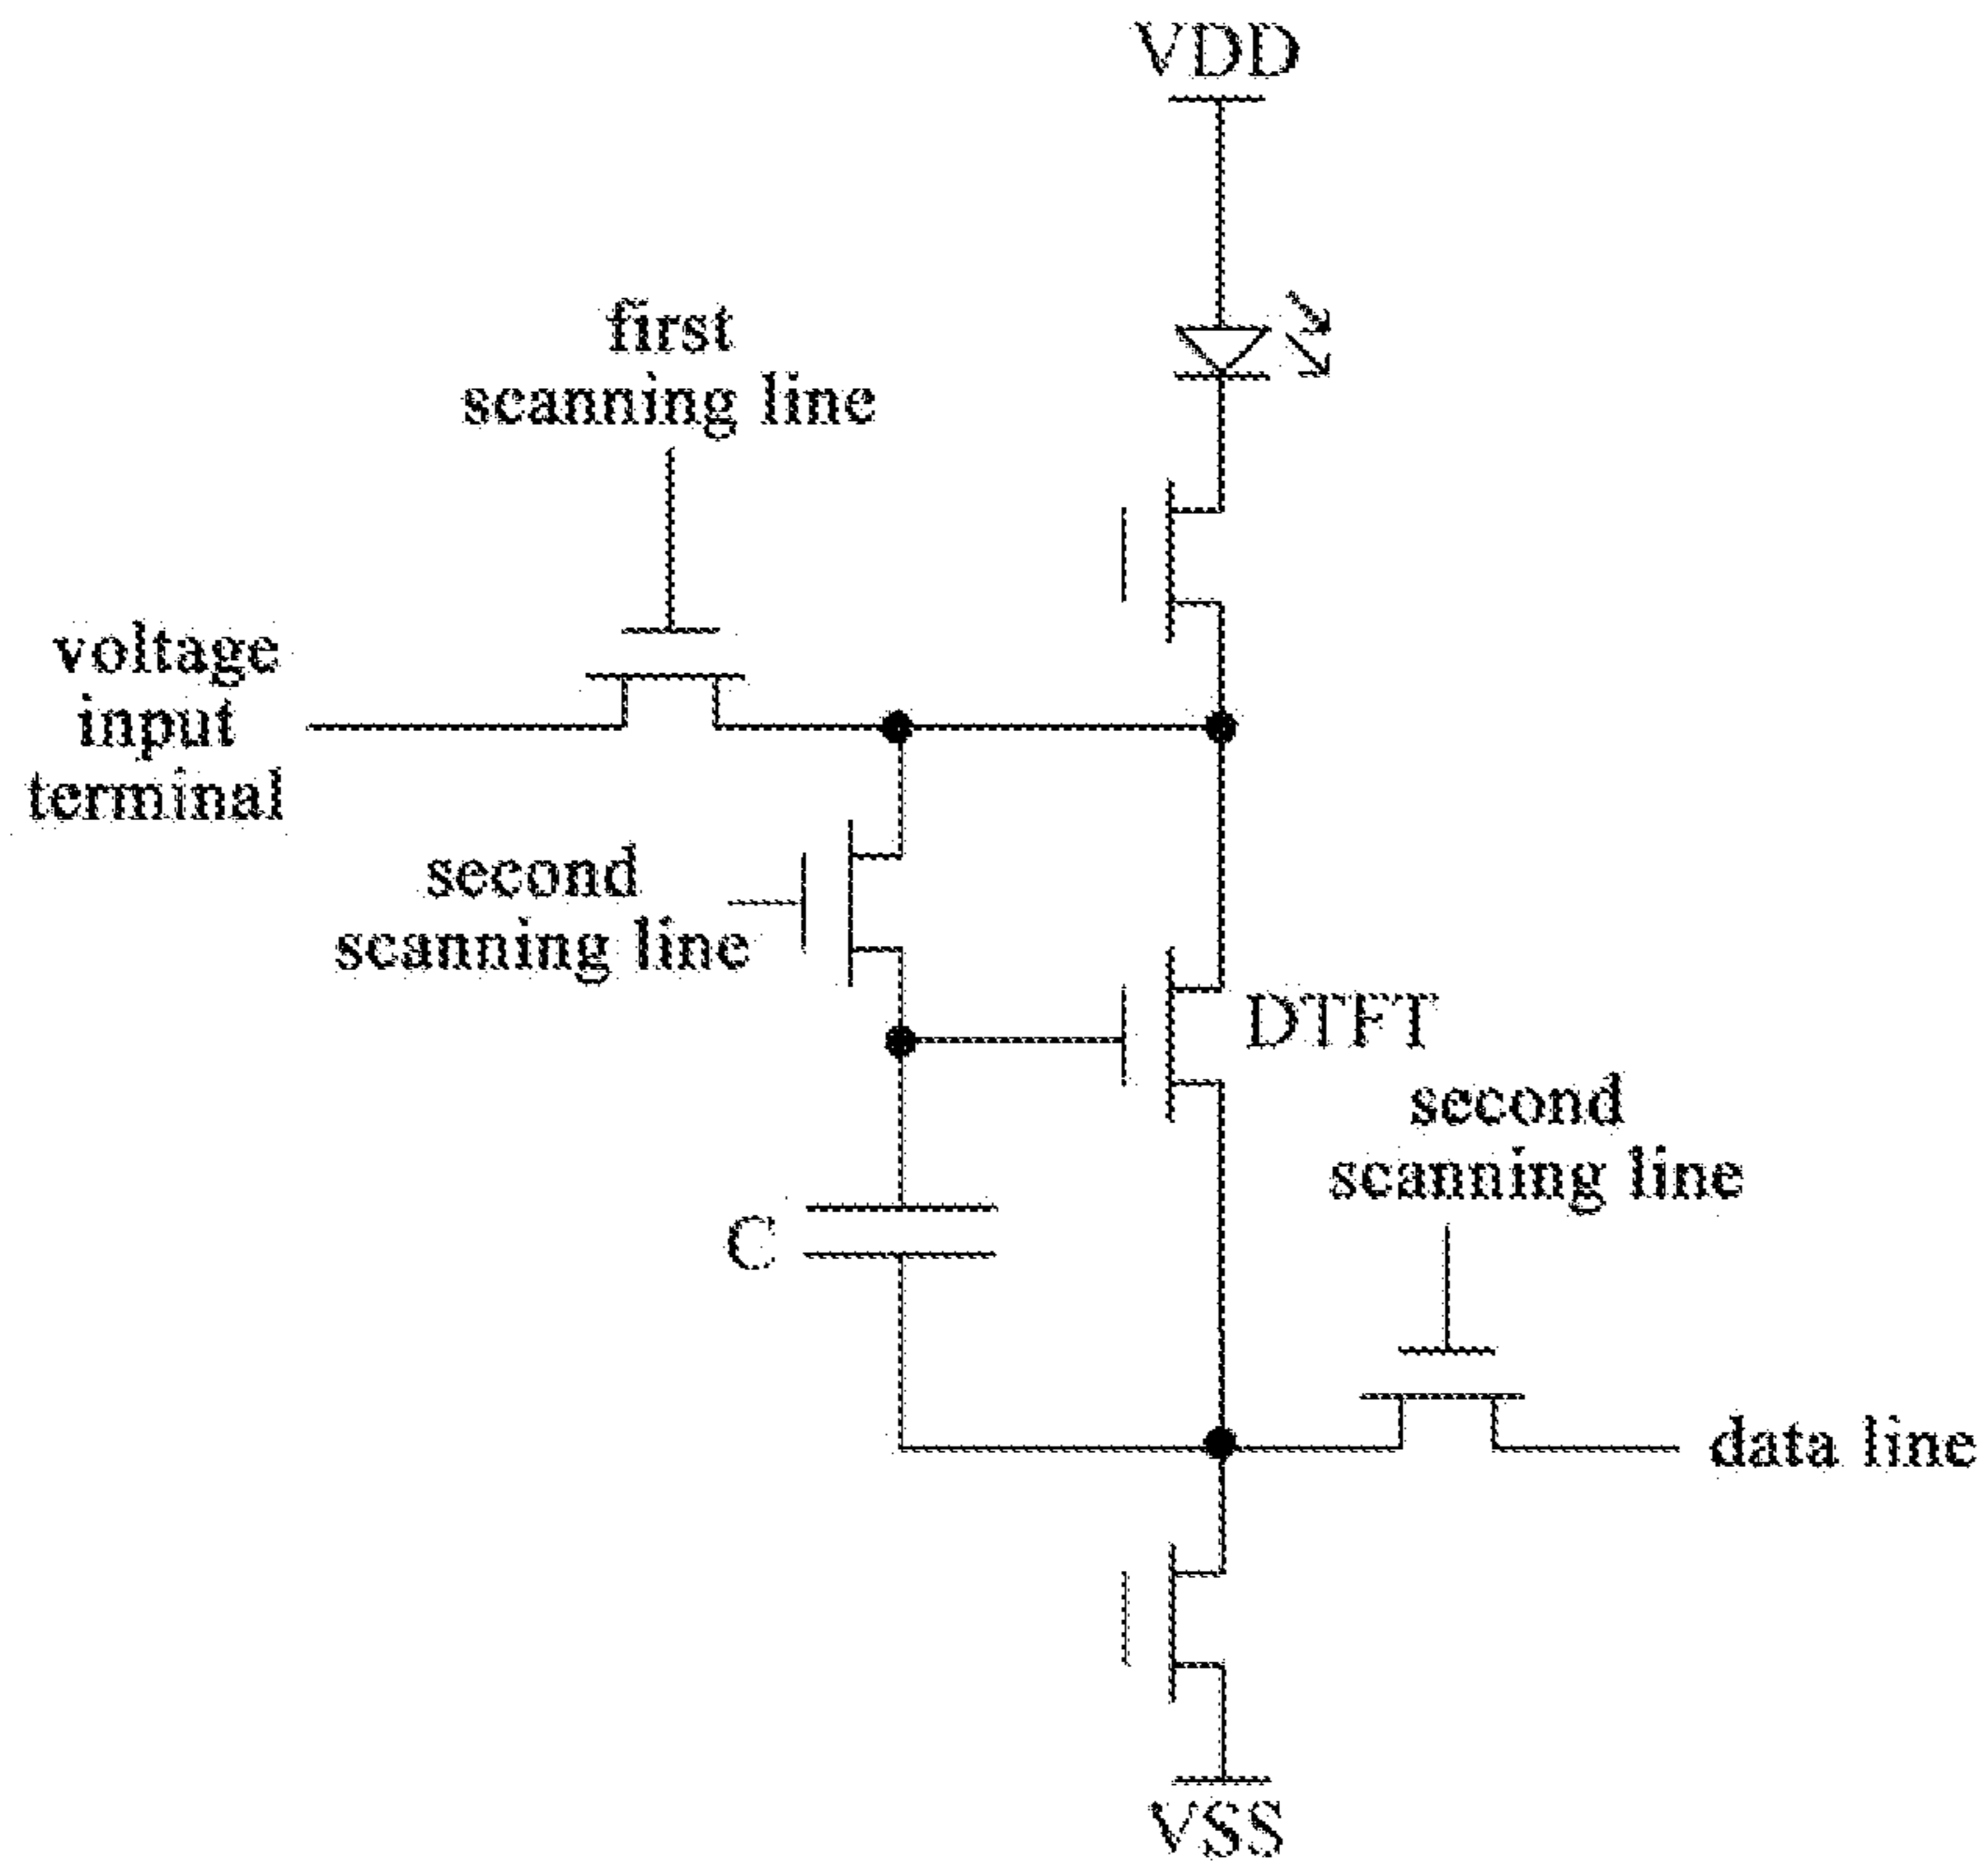 VDD
first
scanning line
voltage
input
terminal
second
scanning line
DTFT
second
scanning line
C
data line
VSS